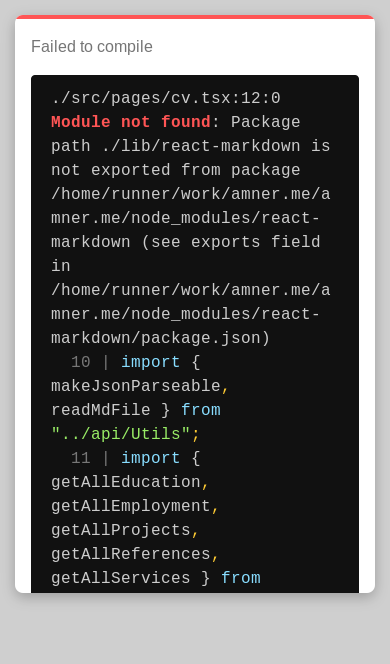 Failed to compile
./src/pages/cv.tsx:12:0
Module not found: Package
path ./lib/react-markdown is
not exported from package
/home/runner/work/amner.me/a
mner.me/node_modules/react-
markdown (see exports field
in
/home/runner/work/amner.me/a
mner.me/node_modules/react-
markdown/package.json)
  10 | import {
makeJsonParseable,
readMdFile } from
"../api/Utils";
  11 | import {
getAllEducation,
getAllEmployment,
getAllProjects,
getAllReferences,
getAllServices } from